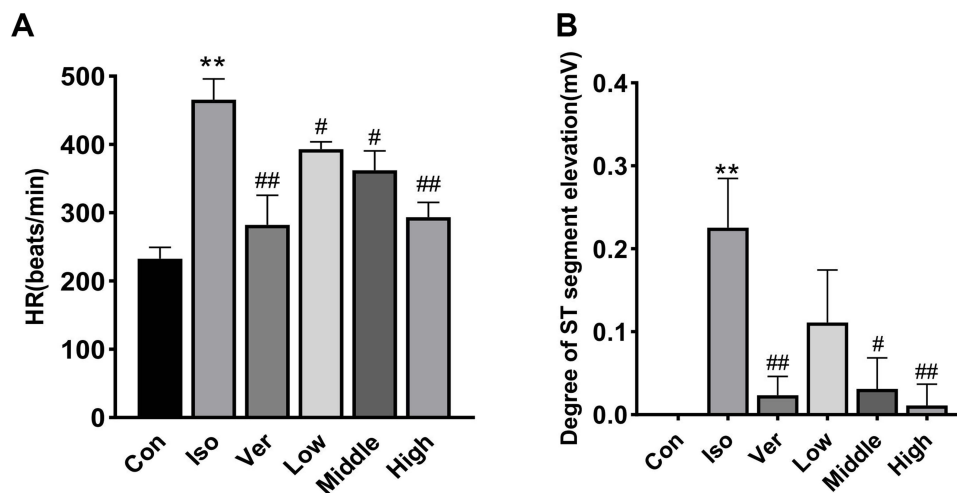 A
HR(beats/min)
500
400
300
200
100
0
**
##
#
#
##
Con
Iso
Ver
Low
Middle
High
B
Degree of ST segment elevation(mV)
0.4
0.3
0.2
0.1
0.0
**
##
#
##
Con
Iso
Ver
Low
Middle
High